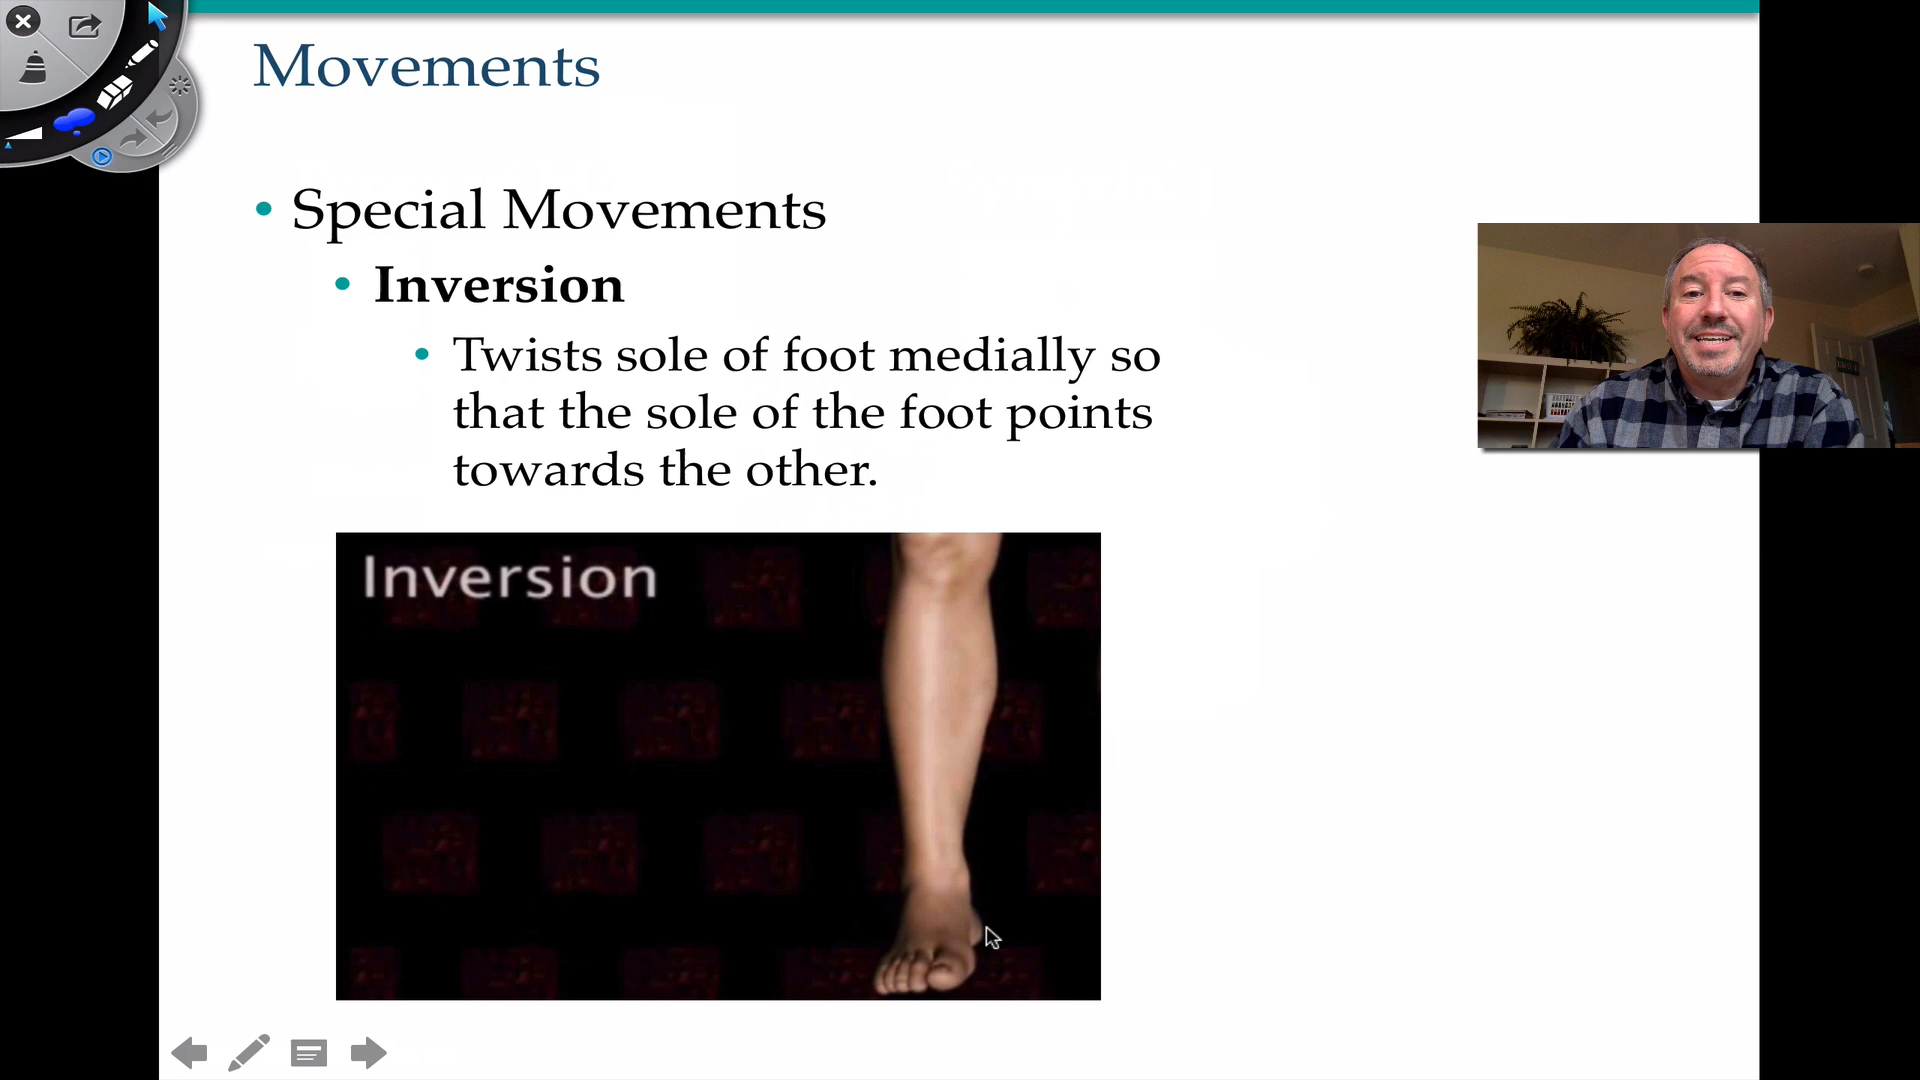 Movements
• Special Movements
• Inversion
• Twists sole of foot medially so
that the sole of the foot points
towards the other.
Inversion